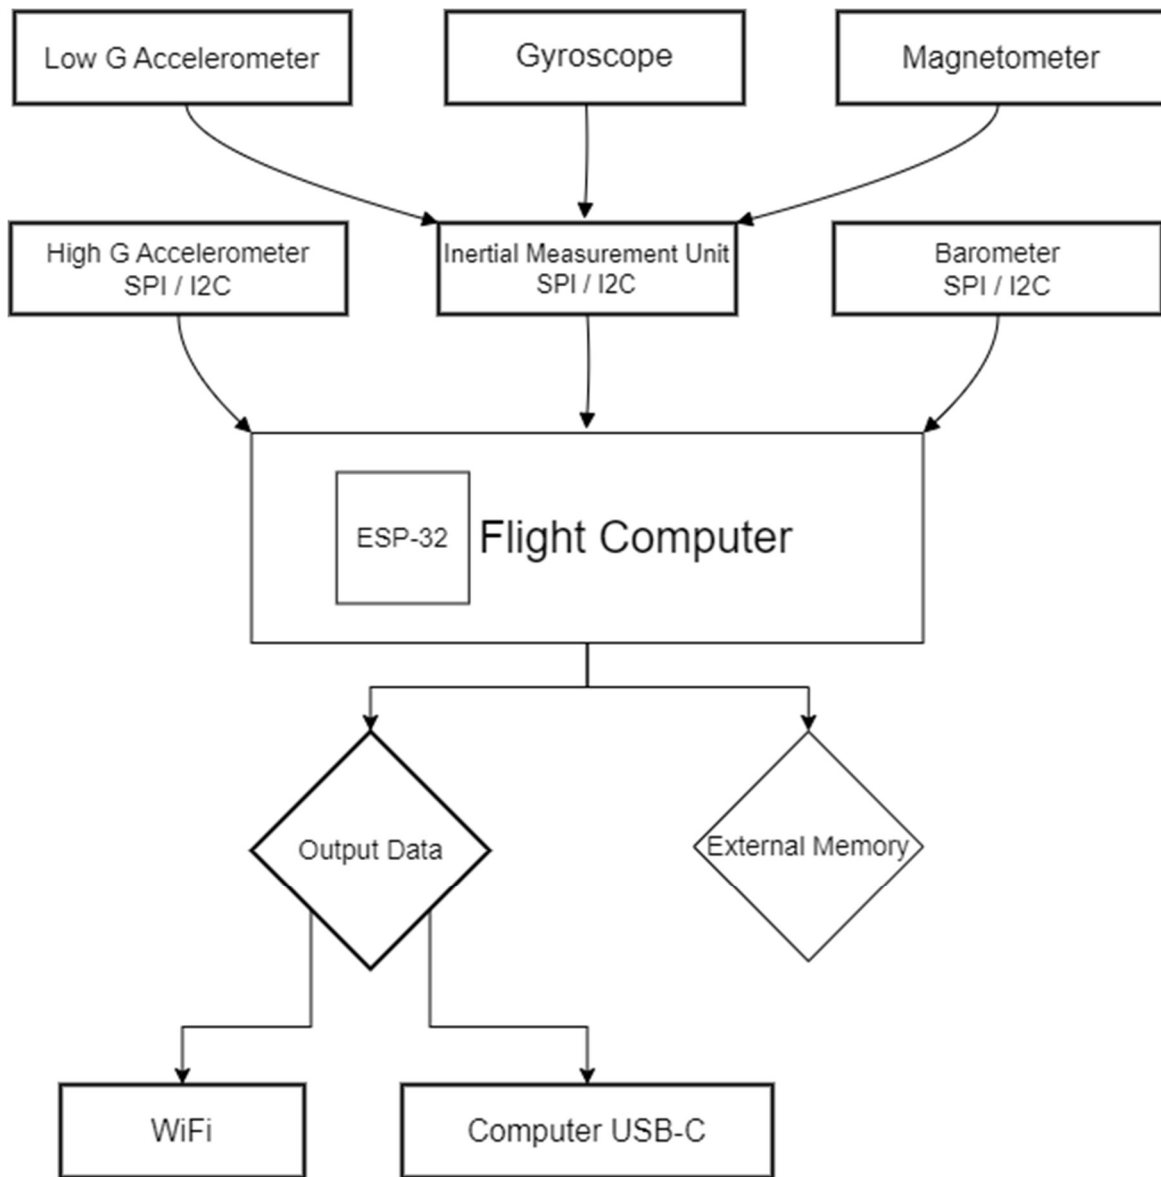 Low G Accelerometer
Gyroscope
Magnetometer
High G Accelerometer
SPI / I2C
Inertial Measurement Unit
SPI / I2C
Barometer
SPI / I2C
ESP-32
Flight Computer
Output Data
External Memory
WiFi
Computer USB-C